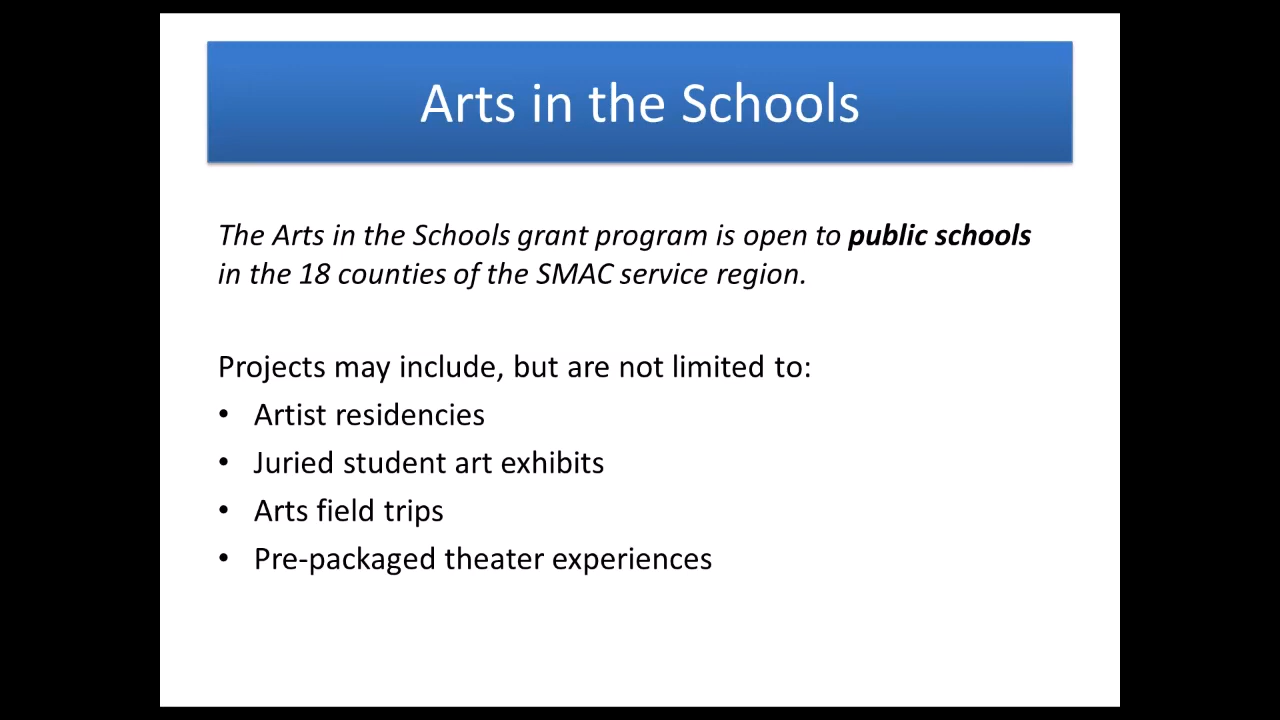 Arts in the Schools
The Arts in the Schools grant program is open to public schools
in the 18 counties of the SMAC service region.
Projects may include, but are not limited to:
• Artist residencies
• Juried student art exhibits
• Arts field trips
• Pre-packaged theater experiences